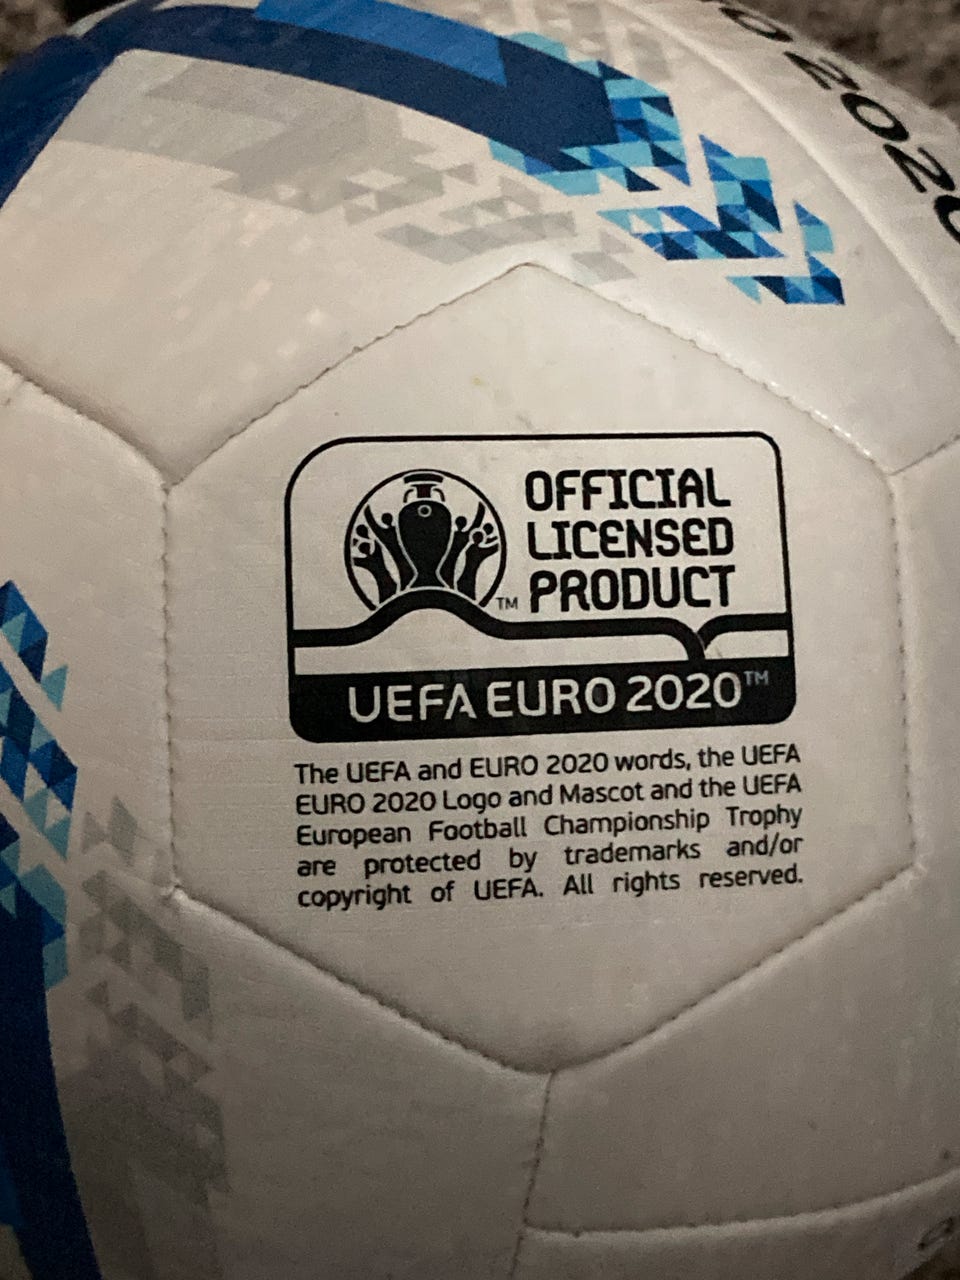 2020
OFFICIAL
LICENSED
PRODUCT
TM
UEFA EURO 2020™
The UEFA and EURO 2020 words, the UEFA
EURO 2020 Logo and Mascot and the UEFA
European Football Championship Trophy
are protected by trademarks and/or
copyright of UEFA. All rights reserved.